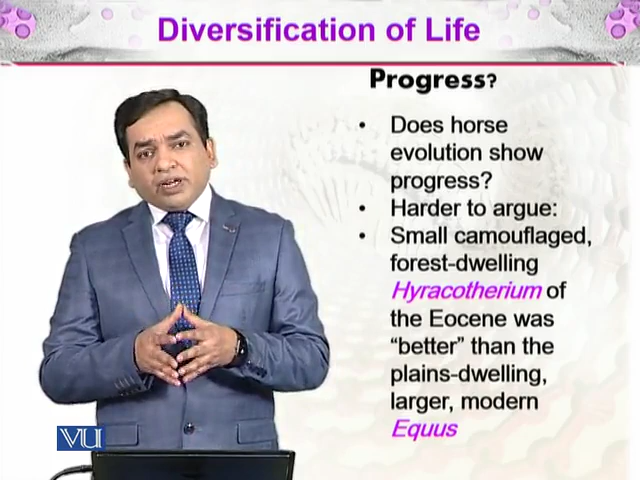 Diversification of Life
Progress?
• Does horse
evolution show
progress?
• Harder to argue:
• Small camouflaged,
forest-dwelling
Hyracotherium of
the Eocene was
“better” than the
plains-dwelling,
larger, modern
Equus
VU